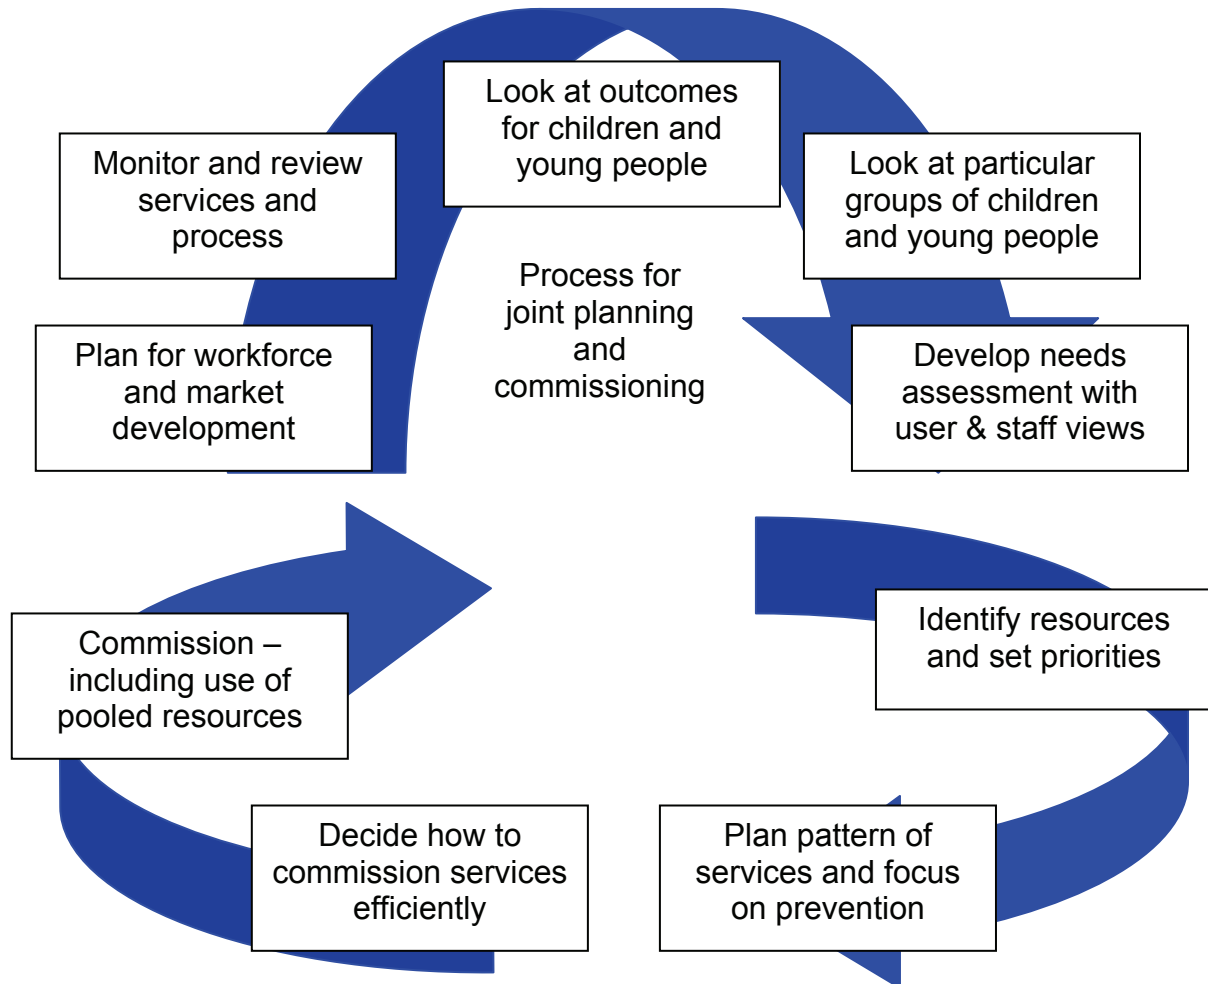 Look at outcomes
for children and
young people
Look at particular
groups of children
and young people
Develop needs
assessment with
user & staff views
Identify resources
and set priorities
Plan pattern of
services and focus
on prevention
Decide how to
commission services
efficiently
Commission –
including use of
pooled resources
Plan for workforce
and market
development
Monitor and review
services and
process
Process for
joint planning
and
commissioning